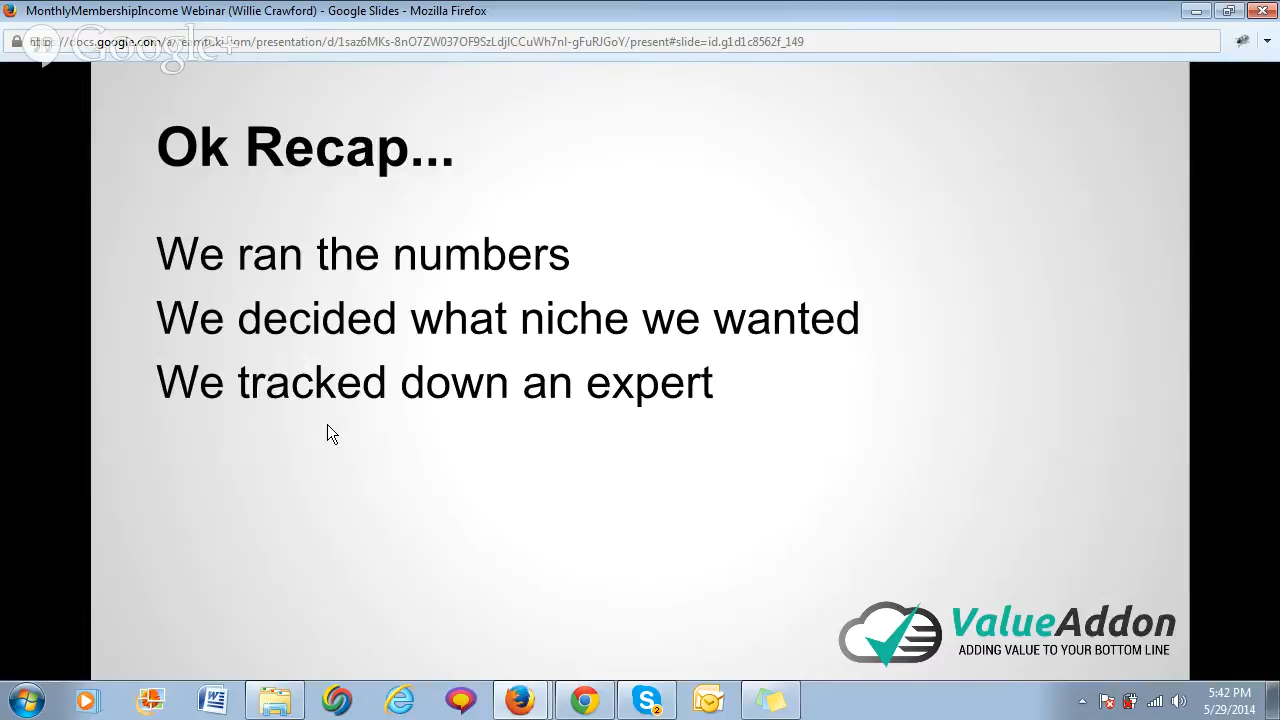 MonthlyMembershipIncome Webinar (Willie Crawford) - Google Slides - Mozilla Firefox
Google+
Ok Recap...
We ran the numbers
We decided what niche we wanted
We tracked down an expert
ValueAddon
ADDING VALUE TO YOUR BOTTOM LINE
2
5:42 PM
5/29/2014